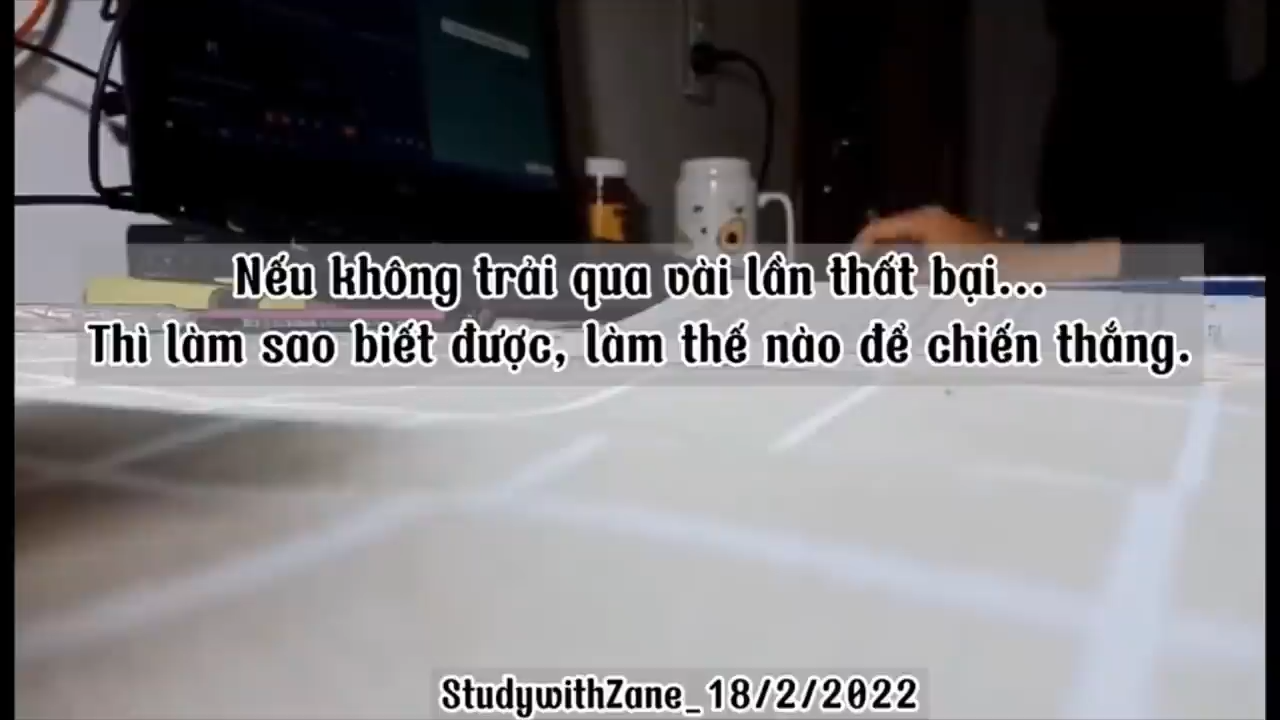 Nếu không trải qua vài lần thất bại...
Thì làm sao biết được, làm thế nào để chiến thắng.
StudywithZane_18/2/2022